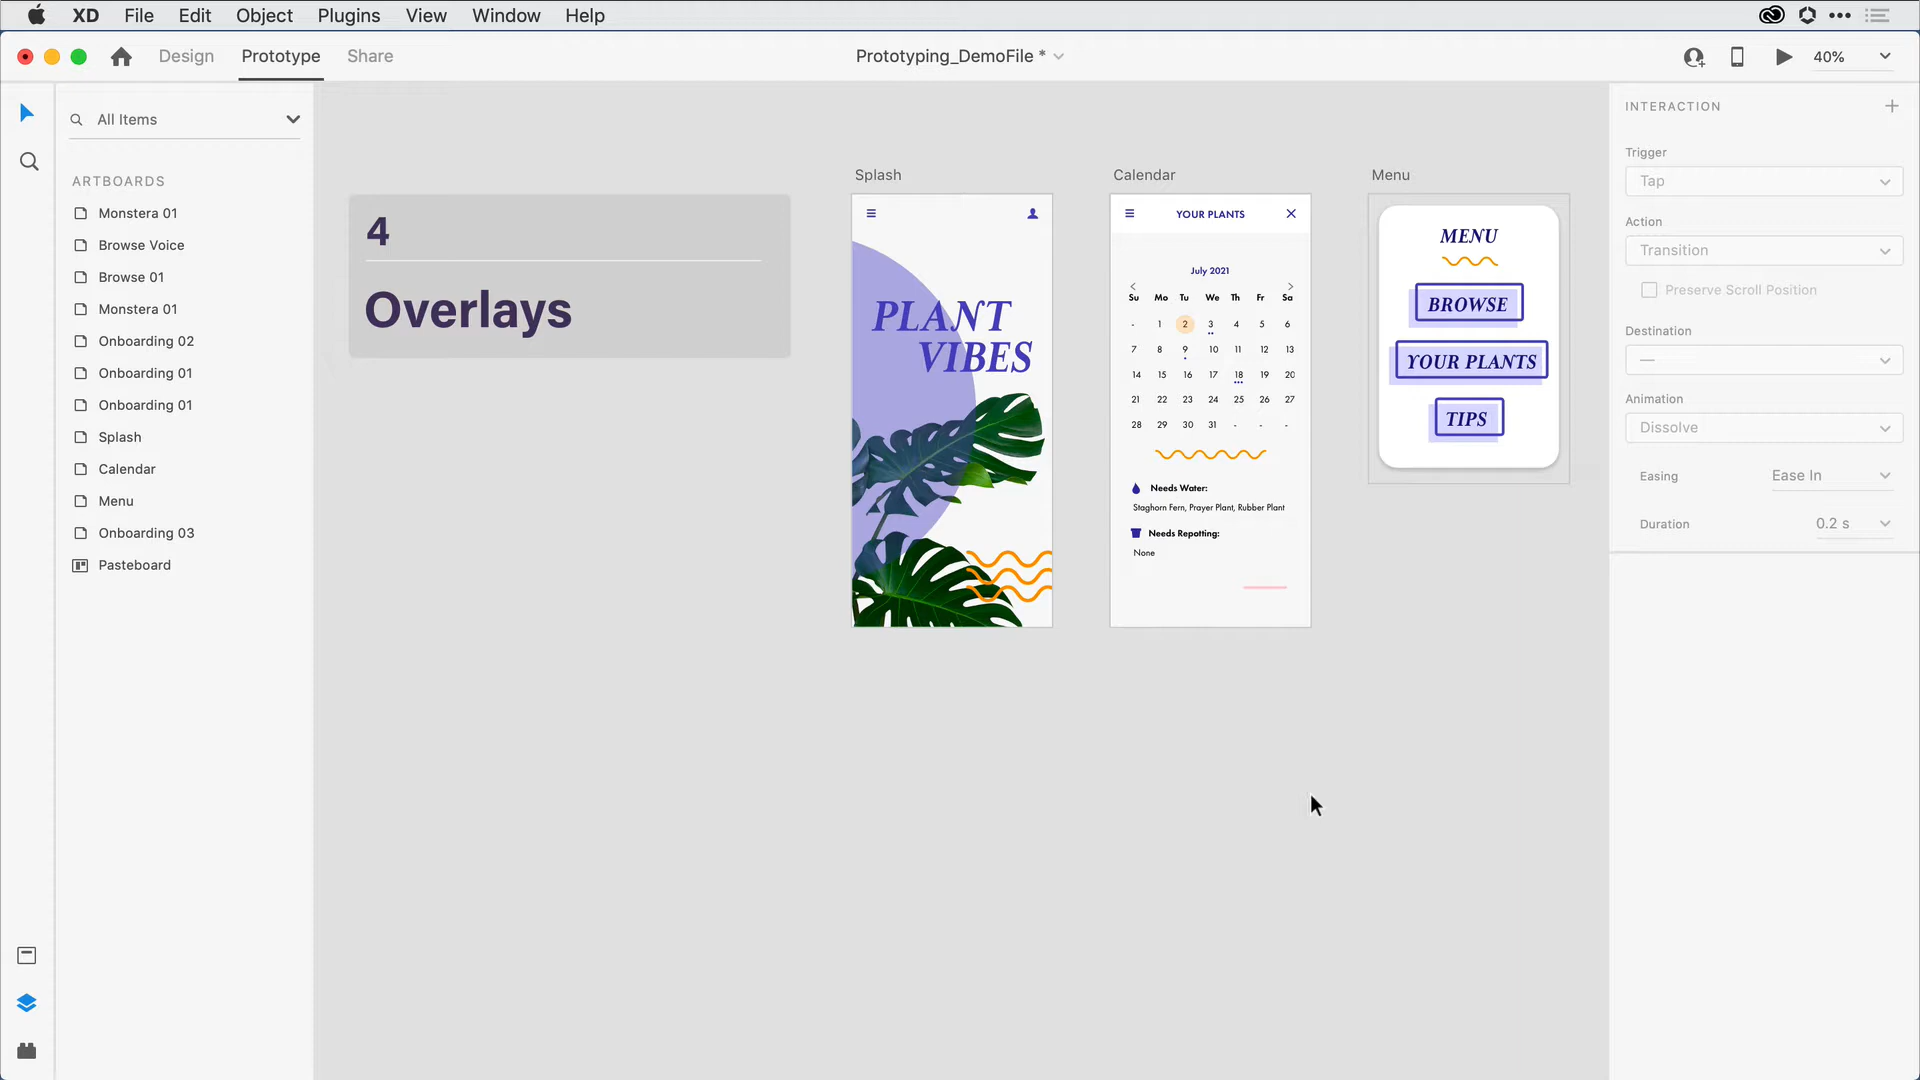 XD File Edit Object Plugins View Window Help
Design Prototype Share
Prototyping_DemoFile *
40%
All Items
ARTBOARDS
Monstera 01
Browse Voice
Browse 01
Monstera 01
Onboarding 02
Onboarding 01
Onboarding 01
Splash
Calendar
Menu
Onboarding 03
Pasteboard
4
Overlays
Splash
PLANT
VIBES
Calendar
YOUR PLANTS
July 2021
< >
Su Mo Tu We Th Fr Sa
- 1 2 3 4 5 6
7 8 9 10 11 12 13
14 15 16 17 18 19 20
21 22 23 24 25 26 27
28 29 30 31 - - -
Needs Water:
Staghorn Fern, Prayer Plant, Rubber Plant
Needs Repotting:
None
Menu
MENU
BROWSE
YOUR PLANTS
TIPS
INTERACTION
Trigger
Tap
Action
Transition
Preserve Scroll Position
Destination
—
Animation
Dissolve
Easing Ease In
Duration 0.2 s